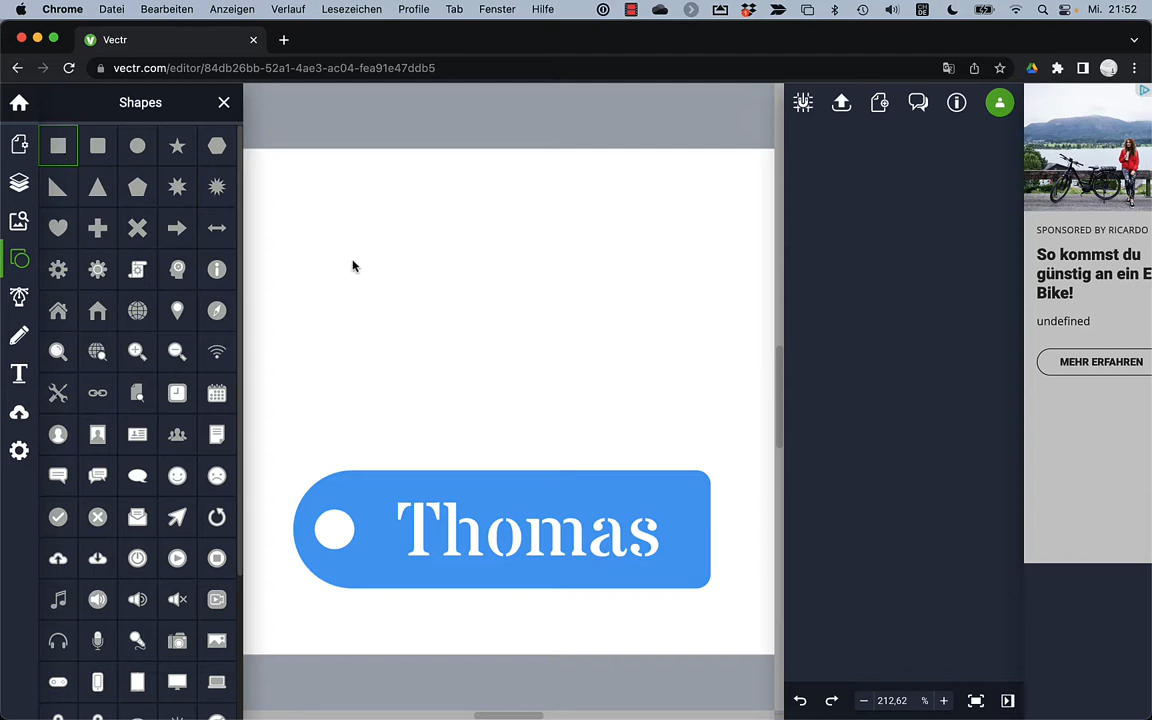 Chrome Datei Bearbeiten Anzeigen Verlauf Lesezeichen Profile Tab Fenster Hilfe Mi. 21:52
Vectr
vectr.com/editor/84db26bb-52a1-4ae3-ac04-fea91e47ddb5
Shapes
SPONSORED BY RICARDO
So kommst du
günstig an ein E
Bike!
undefined
MEHR ERFAHREN
Thomas
212,62 %